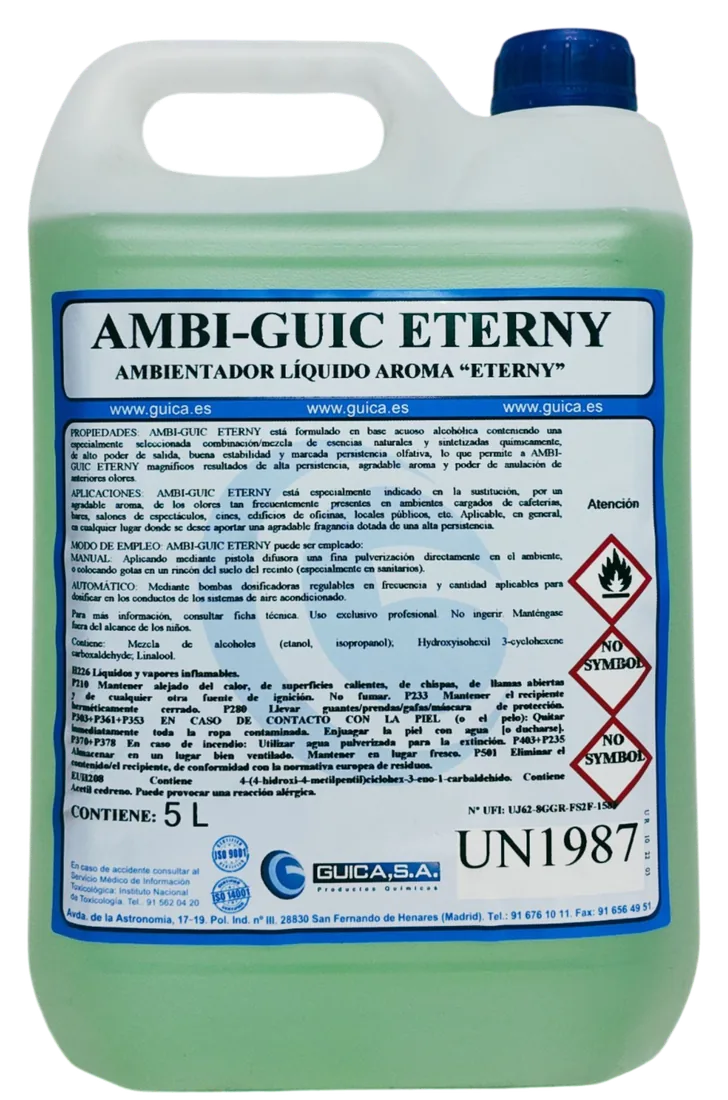 AMBI-GUIC ETERNY
AMBIENTADOR LÍQUIDO AROMA “ETERNY”
www.guica.es www.guica.es www.guica.es
PROPIEDADES: AMBI-GUIC ETERNY está formulado en base acuoso alcohólica conteniendo una
especialmente seleccionada combinación/mezcla de esencias naturales y sintetizadas químicamente,
de alto poder de salida, buena estabilidad y marcada persistencia olfativa, lo que permite a AMBI-
GUIC ETERNY magníficos resultados de alta persistencia, agradable aroma y poder de anulación de
anteriores olores.
APLICACIONES: AMBI-GUIC ETERNY está especialmente indicado en la sustitución, por un
agradable aroma, de los olores tan frecuentemente presentes en ambientes cargados de cafeterias,
bares, salones de espectáculos, cines, edificios de oficinas, locales públicos, etc. Aplicable, en general,
en cualquier lugar donde se desee aportar una agradable fragancia dotada de una alta persistencia.
MODO DE EMPLEO: AMBI-GUIC ETERNY puede ser empleado:
MANUAL: Aplicando mediante pistola difusora una fina pulverización directamente en el ambiente,
o colocando gotas en un rincón del suelo del recinto (especialmente en sanitarios).
AUTOMÁTICO: Mediante bombas dosificadoras regulables en frecuencia y cantidad aplicables para
dosificar en los conductos de los sistemas de aire acondicionado.
Para más información, consultar ficha técnica. Uso exclusivo profesional. No ingerir. Manténgase
fuera del alcance de los niños.
Contiene: Mezcla de alcoholes (etanol, isopropanol); Hydroxyisohexil 3-cyclohexene
carboxaldehyde; Linalool.
H226 Líquidos y vapores inflamables.
P210 Mantener alejado del calor, de superficies calientes, de chispas, de llamas abiertas
y de cualquier otra fuente de ignición. No fumar. P233 Mantener el recipiente
herméticamente cerrado. P280 Llevar guantes/prendas/gafas/máscara de protección.
P303+P361+P353 EN CASO DE CONTACTO CON LA PIEL (o el pelo): Quitar
inmediatamente toda la ropa contaminada. Enjuagar la piel con agua [o ducharse].
P370+P378 En caso de incendio: Utilizar agua pulverizada para la extinción. P403+P235
Almacenar en un lugar bien ventilado. Mantener en lugar fresco. P501 Eliminar el
contenido/el recipiente, de conformidad con la normativa europea de residuos.
EUH208 Contiene 4-(4-hidroxi-4-metilpentil)ciclohex-3-eno-1-carbaldehído. Contiene
Acetil cedreno. Puede provocar una reacción alérgica.
Atención
NO
SYMBOL
NO
SYMBOL
CONTIENE: 5 L
Nº UFI: UJ62-8GGR-FS2F-158
UN1987
En caso de accidente consultar al
Servicio Médico de Información
Toxicológica: Instituto Nacional
de Toxicología. Tel.. 91 562 04 20
ISO 9001
ISO 14001
GUICA,S.A.
Productos Químicos
Avda. de la Astronomía, 17-19. Pol. Ind. nº III. 28830 San Fernando de Henares (Madrid). Tel.: 91 676 10 11. Fax: 91 656 49 51